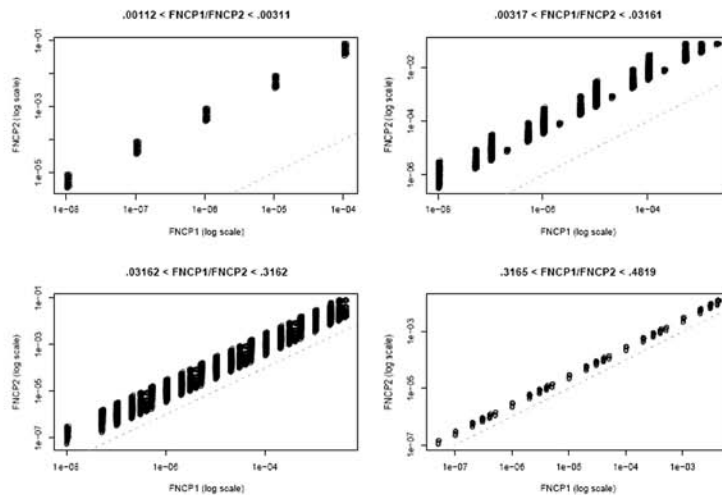 .00112 < FNCP1/FNCP2 < .00311
FNCP2 (log scale)
1e-01
1e-03
1e-05
1e-08
1e-07
1e-06
1e-05
1e-04
FNCP1 (log scale)
.00317 < FNCP1/FNCP2 < .03161
FNCP2 (log scale)
1e-02
1e-04
1e-06
1e-08
1e-06
1e-04
FNCP1 (log scale)
.03162 < FNCP1/FNCP2 < .3162
FNCP2 (log scale)
1e-01
1e-03
1e-05
1e-07
1e-08
1e-06
1e-04
FNCP1 (log scale)
.3165 < FNCP1/FNCP2 < .4819
FNCP2 (log scale)
1e-03
1e-05
1e-07
1e-07
1e-06
1e-05
1e-04
1e-03
FNCP1 (log scale)